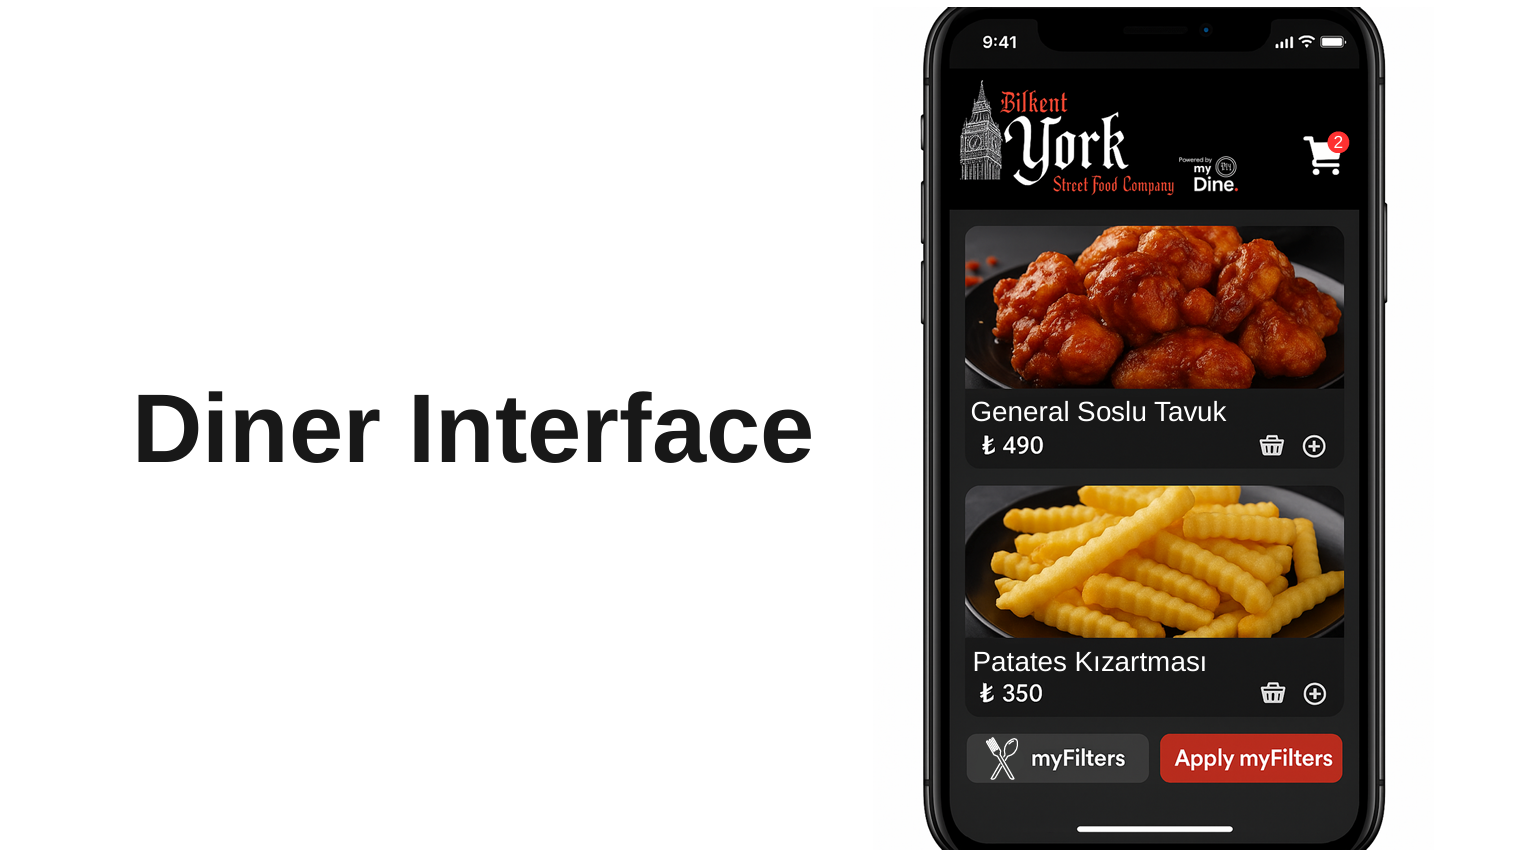 Diner Interface
9:41
Bilkent
York
Street Food Company
Powered by
my
Dine.
2
General Soslu Tavuk
₺ 490
Patates Kızartması
₺ 350
myFilters
Apply myFilters